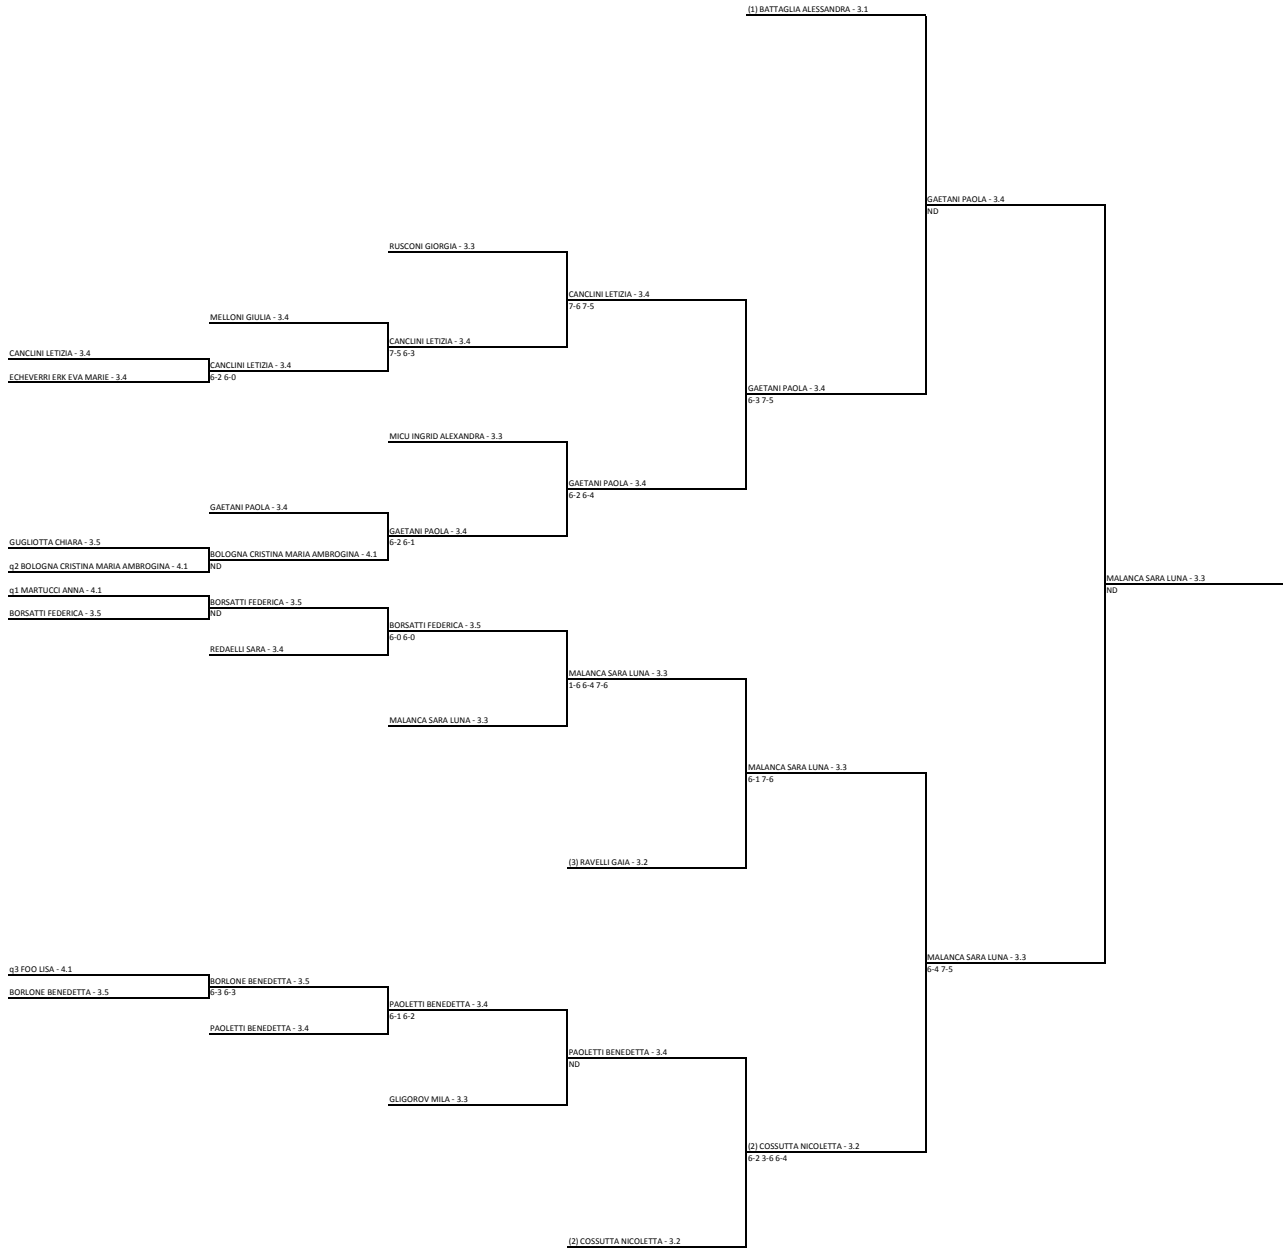 (1) BATTAGLIA ALESSANDRA - 3.1
GAETANI PAOLA - 3.4
ND
RUSCONI GIORGIA - 3.3
CANCLINI LETIZIA - 3.4
7-6 7-5
MELLONI GIULIA - 3.4
CANCLINI LETIZIA - 3.4
7-5 6-3
CANCLINI LETIZIA - 3.4
CANCLINI LETIZIA - 3.4
6-2 6-0
ECHEVERRI ERK EVA MARIE - 3.4
GAETANI PAOLA - 3.4
6-3 7-5
MICU INGRID ALEXANDRA - 3.3
GAETANI PAOLA - 3.4
6-2 6-4
GAETANI PAOLA - 3.4
GAETANI PAOLA - 3.4
6-2 6-1
GUGLIOTTA CHIARA - 3.5
BOLOGNA CRISTINA MARIA AMBROGINA - 4.1
ND
q2 BOLOGNA CRISTINA MARIA AMBROGINA - 4.1
MALANCA SARA LUNA - 3.3
ND
q1 MARTUCCI ANNA - 4.1
BORSATTI FEDERICA - 3.5
ND
BORSATTI FEDERICA - 3.5
BORSATTI FEDERICA - 3.5
6-0 6-0
REDAELLI SARA - 3.4
MALANCA SARA LUNA - 3.3
1-6 6-4 7-6
MALANCA SARA LUNA - 3.3
MALANCA SARA LUNA - 3.3
6-1 7-6
(3) RAVELLI GAIA - 3.2
MALANCA SARA LUNA - 3.3
6-4 7-5
q3 FOO LISA - 4.1
BORLONE BENEDETTA - 3.5
6-3 6-3
BORLONE BENEDETTA - 3.5
PAOLETTI BENEDETTA - 3.4
6-1 6-2
PAOLETTI BENEDETTA - 3.4
PAOLETTI BENEDETTA - 3.4
ND
GLIGOROV MILA - 3.3
(2) COSSUTTA NICOLETTA - 3.2
6-2 3-6 6-4
(2) COSSUTTA NICOLETTA - 3.2